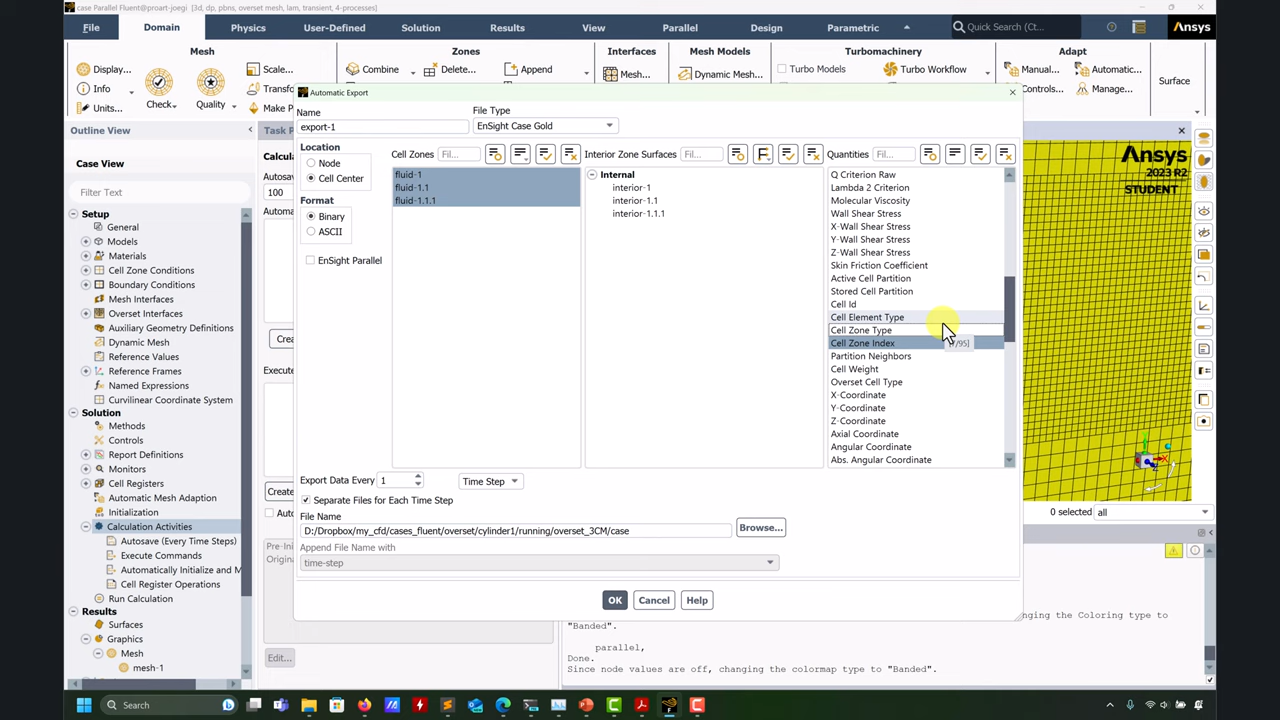 case Parallel Fluent@proart-joegi [3d, dp, pbns, overset mesh, lam, transient, 4-processes]
File
Domain
Physics
User-Defined
Solution
Results
View
Parallel
Design
Parametric
Quick Search (Ct...
Ansys
Mesh
Zones
Interfaces
Mesh Models
Turbomachinery
Adapt
Display...
Scale...
Combine
Delete...
Append
Mesh...
Dynamic Mesh...
Turbo Models
Turbo Workflow
Manual...
Automatic...
Info
Check
Quality
Units...
Make Po
Surface
Manage...
Outline View
Task P
Case View
Filter Text
Setup
General
Models
Materials
Cell Zone Conditions
Boundary Conditions
Mesh Interfaces
Overset Interfaces
Auxiliary Geometry Definitions
Dynamic Mesh
Reference Values
Reference Frames
Named Expressions
Curvilinear Coordinate System
Solution
Methods
Controls
Report Definitions
Monitors
Cell Registers
Automatic Mesh Adaption
Initialization
Calculation Activities
Autosave (Every Time Steps)
Execute Commands
Automatically Initialize and M
Cell Register Operations
Run Calculation
Results
Surfaces
Graphics
Mesh
mesh-1
Autosav
100
Execute
Edit...
Automatic Export
Name
export-1
File Type
EnSight Case Gold
Location
Node
Cell Center
Format
Binary
ASCII
EnSight Parallel
Cell Zones
Fil...
fluid-1
fluid-1.1
fluid-1.1.1
Interior Zone Surfaces
Fil...
Internal
interior-1
interior-1.1
interior-1.1.1
Quantities
Fil...
Q Criterion Raw
Lambda 2 Criterion
Molecular Viscosity
Wall Shear Stress
X-Wall Shear Stress
Y-Wall Shear Stress
Z-Wall Shear Stress
Skin Friction Coefficient
Active Cell Partition
Stored Cell Partition
Cell Id
Cell Element Type
Cell Zone Type
Cell Zone Index
Partition Neighbors
Cell Weight
Overset Cell Type
X-Coordinate
Y-Coordinate
Z-Coordinate
Axial Coordinate
Angular Coordinate
Abs. Angular Coordinate
Export Data Every
1
Time Step
Separate Files for Each Time Step
File Name
D:/Dropbox/my_cfd/cases_fluent/overset/cylinder1/running/overset_3CM/case
Browse...
Append File Name with
time-step
OK
Cancel
Help
Ansys
2023 R2
STUDENT
0 selected
all
anging the Coloring type to
"Banded".
parallel,
Done.
Since node values are off, changing the colormap type to "Banded".
Search